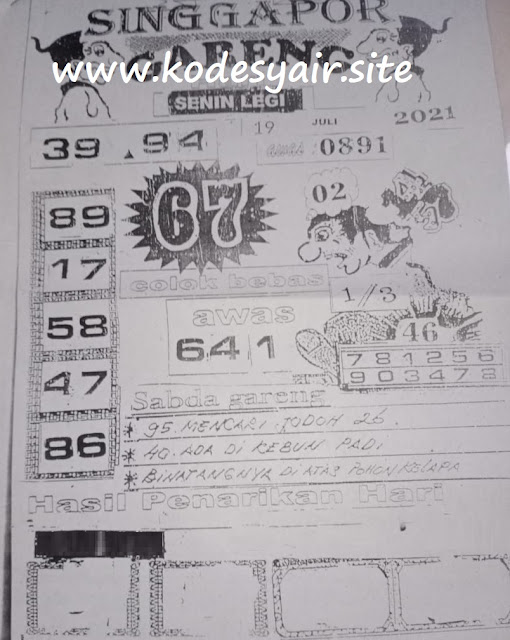 SINGGAPOR
GARENG
www.kodesyair.site
SENIN LEGI
19 JULI 2021
39 94
0891
89
17
58
47
86
67
02
colok bebas
1/3
awas
641
46
781256
903478
Sabda gareng
* 95. MENCARI JODOH 26.
* 40. ADA DI KEBUN PADI
* BINATANGNYA DI ATAS POHON KELAPA
Hasil Penarikan Hari